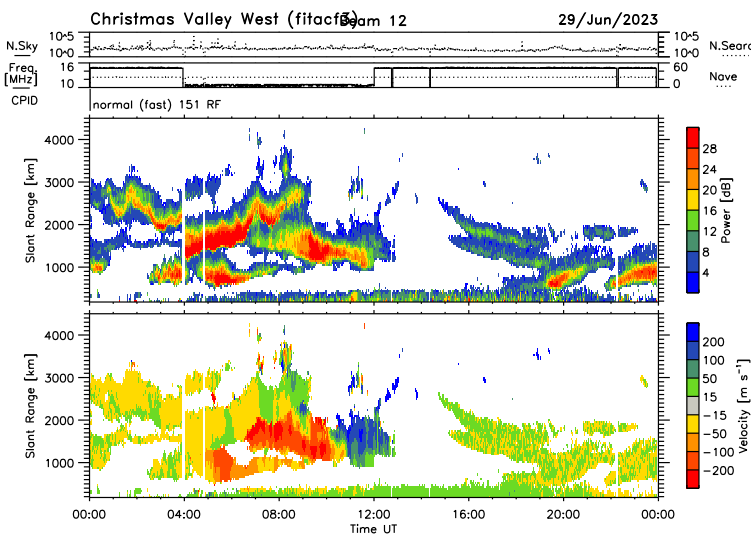 Christmas Valley West (fitacf3) Beam 12 29/Jun/2023
N.Sky 10^5 10^0 10^5 10^0 N.Searc
Freq. [MHz] 16 10 60 0 Nave
CPID normal (fast) 151 RF
Slant Range [km] 4000 3000 2000 1000
Power [dB] 28 24 20 16 12 8 4
Slant Range [km] 4000 3000 2000 1000
Velocity [m s⁻¹] 200 100 50 15 -15 -50 -100 -200
00:00 04:00 08:00 12:00 16:00 20:00 00:00
Time UT